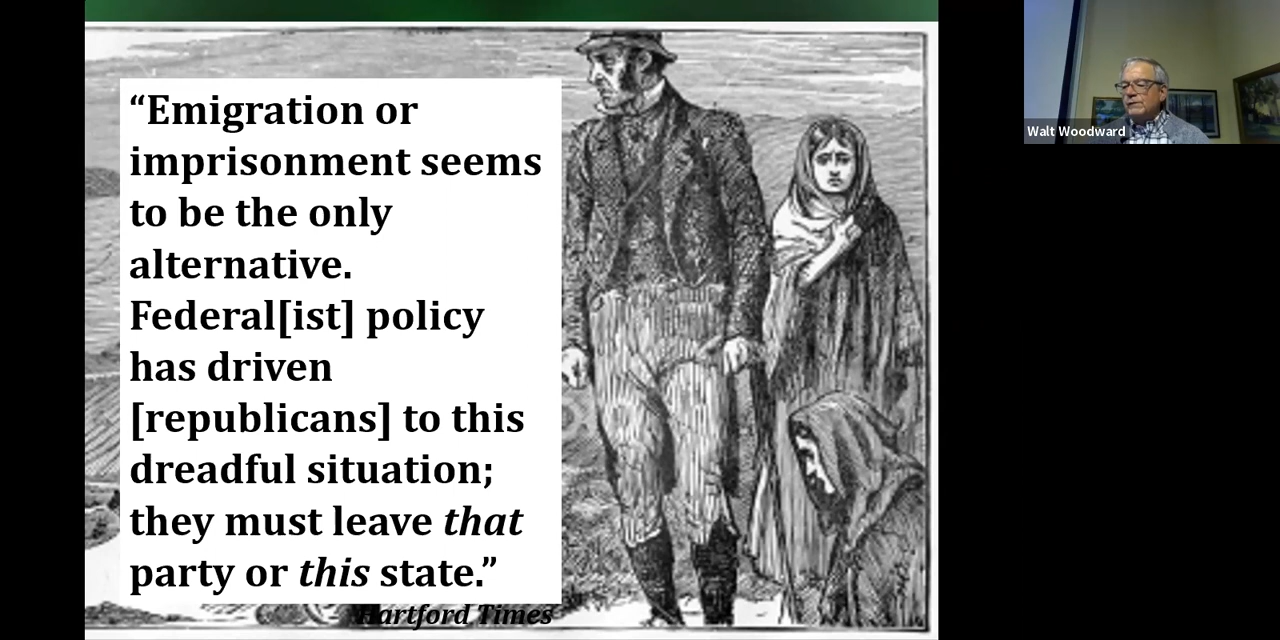 “Emigration or
imprisonment seems
to be the only
alternative.
Federal[ist] policy
has driven
[republicans] to this
dreadful situation;
they must leave that
party or this state.”
Hartford Times
Walt Woodward